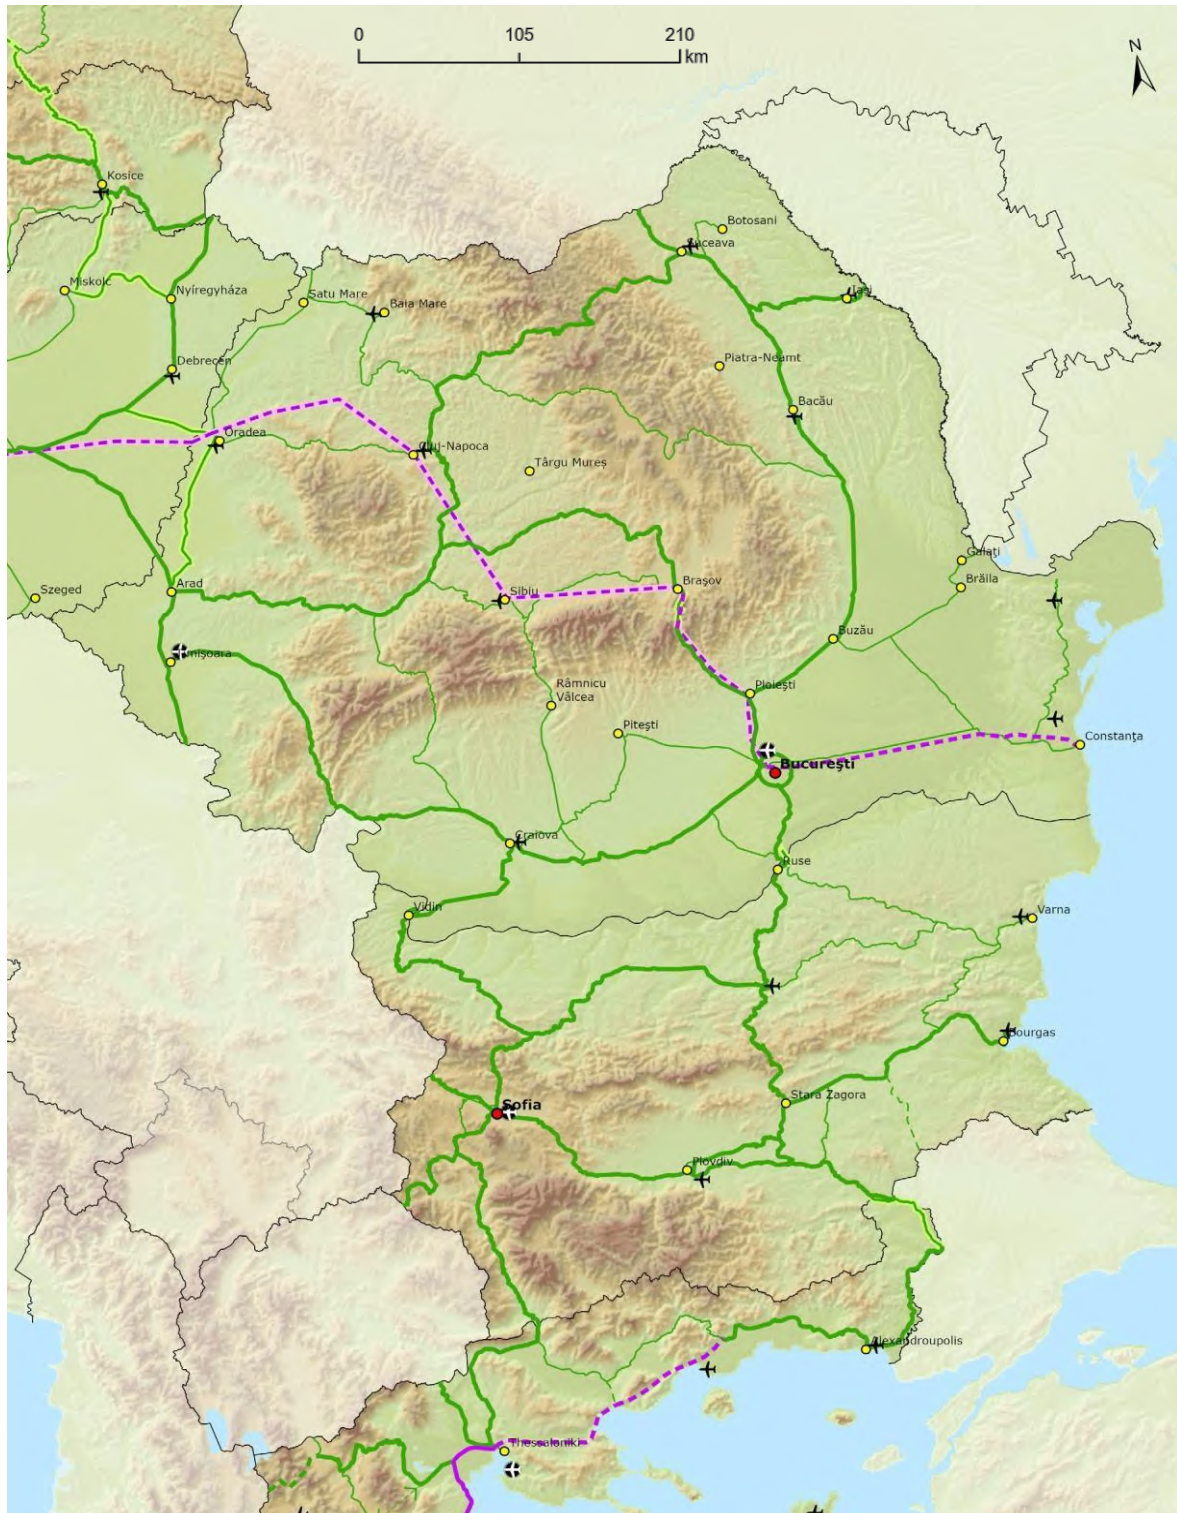 0 105 210
km
N
Kosice
Botosani
Suceava
Miskolc
Nyíregyháza
Satu Mare
Baia Mare
Iaşi
Debrecen
Piatra-Neamt
Bacău
Oradea
Cluj-Napoca
Târgu Mureș
Galaţi
Szeged
Arad
Sibiu
Braşov
Brăila
Buzău
Timişoara
Râmnicu
Vâlcea
Ploieşti
Piteşti
Constanţa
Bucureşti
Craiova
Ruse
Vidin
Varna
Bourgas
Sofia
Stara Zagora
Plovdiv
Alexandroupolis
Thessaloniki